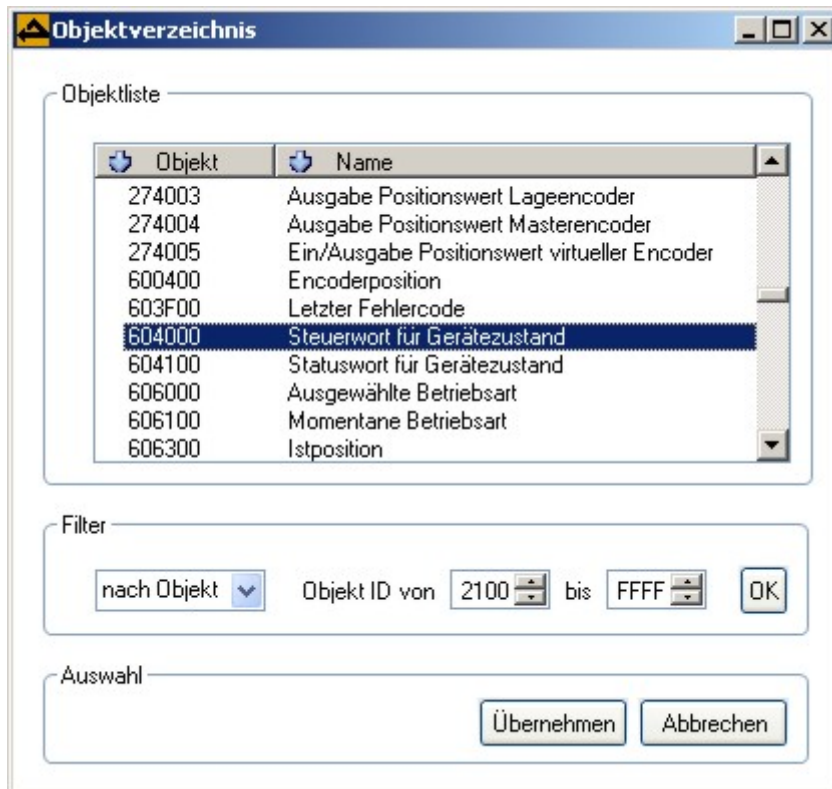 Objektverzeichnis
Objektliste
Objekt Name
274003 Ausgabe Positionswert Lageencoder
274004 Ausgabe Positionswert Masterencoder
274005 Ein/Ausgabe Positionswert virtueller Encoder
600400 Encoderposition
603F00 Letzter Fehlercode
604000 Steuerwort für Gerätezustand
604100 Statuswort für Gerätezustand
606000 Ausgewählte Betriebsart
606100 Momentane Betriebsart
606300 Istposition
Filter
nach Objekt Objekt ID von 2100 bis FFFF OK
Auswahl
Übernehmen Abbrechen